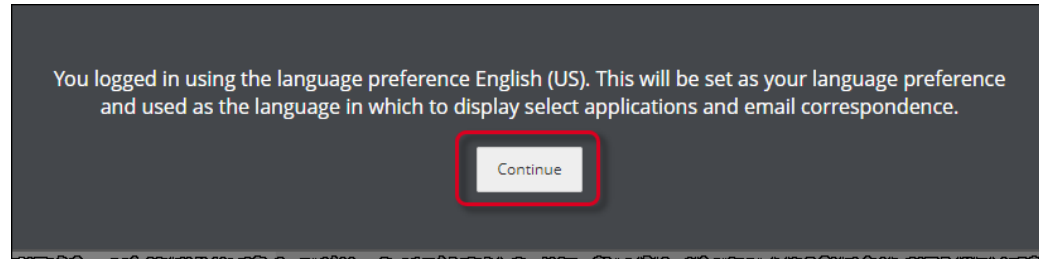 You logged in using the language preference English (US). This will be set as your language preference
and used as the language in which to display select applications and email correspondence.
Continue